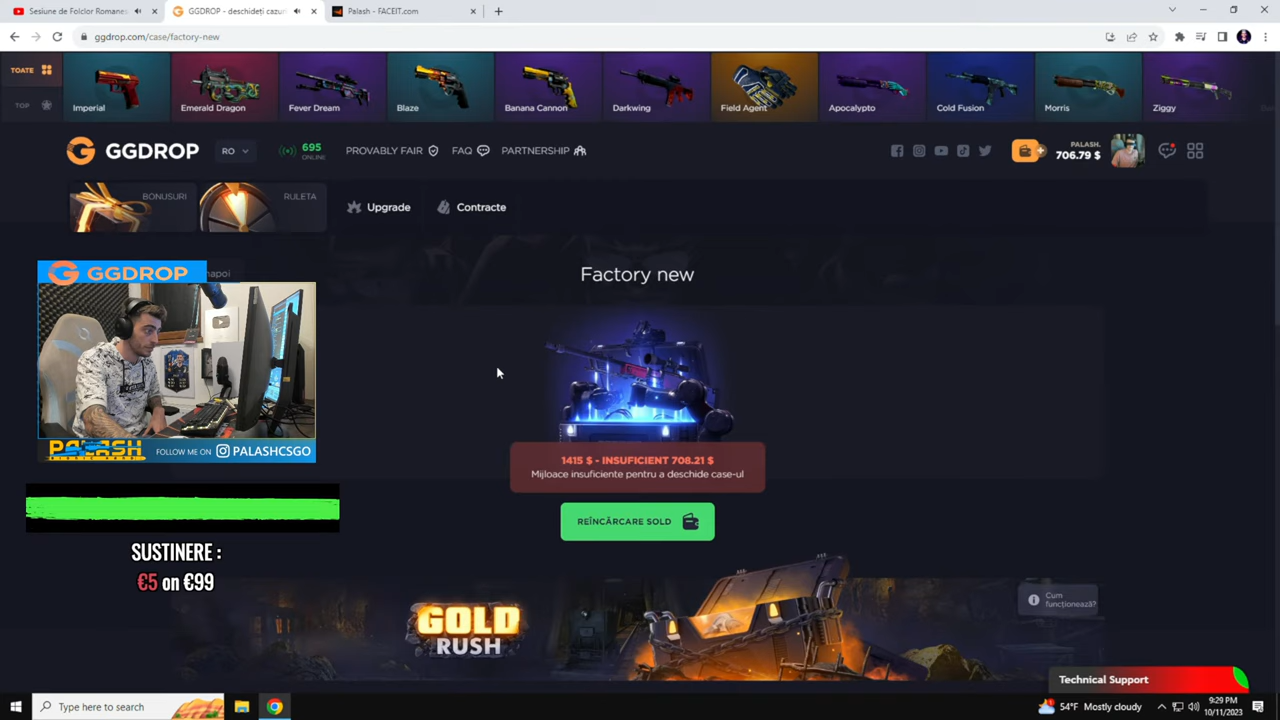 Sesiune de Folclor Romanes
GGDROP - deschideți cazur
Palash - FACEIT.com
ggdrop.com/case/factory-new
TOATE
TOP
Imperial
Emerald Dragon
Fever Dream
Blaze
Banana Cannon
Darkwing
Field Agent
Apocalypto
Cold Fusion
Morris
Ziggy
GGDROP
RO
695
ONLINE
PROVABLY FAIR
FAQ
PARTNERSHIP
PALASH.
706.79 $
BONUSURI
RULETA
Upgrade
Contracte
napoi
Factory new
GGDROP
PALASH
FOLLOW ME ON
PALASHCSGO
1415 $ - INSUFICIENT 708.21 $
Mijloace insuficiente pentru a deschide case-ul
REÎNCĂRCARE SOLD
SUSTINERE :
€5 on €99
GOLD
RUSH
Cum
funcționează?
Technical Support
Type here to search
54°F Mostly cloudy
9:29 PM
10/11/2023